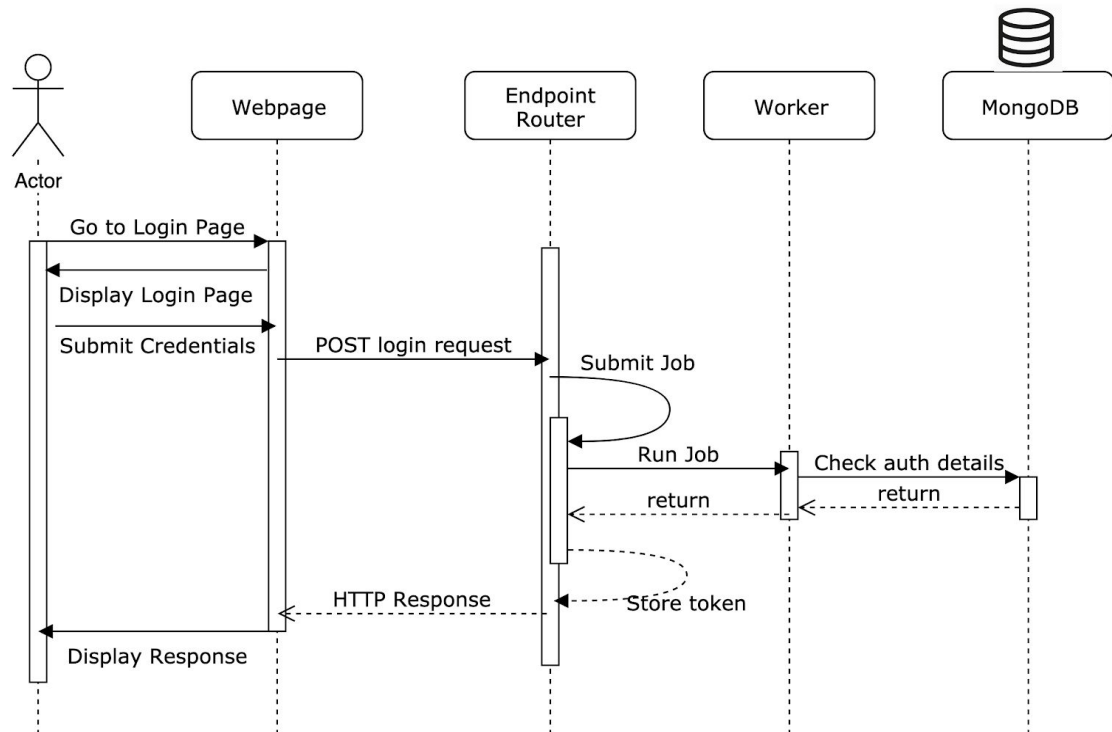 Webpage
Endpoint
Router
Worker
MongoDB
Actor
Go to Login Page
Display Login Page
Submit Credentials
POST login request
Submit Job
Run Job
Check auth details
return
return
Store token
HTTP Response
Display Response